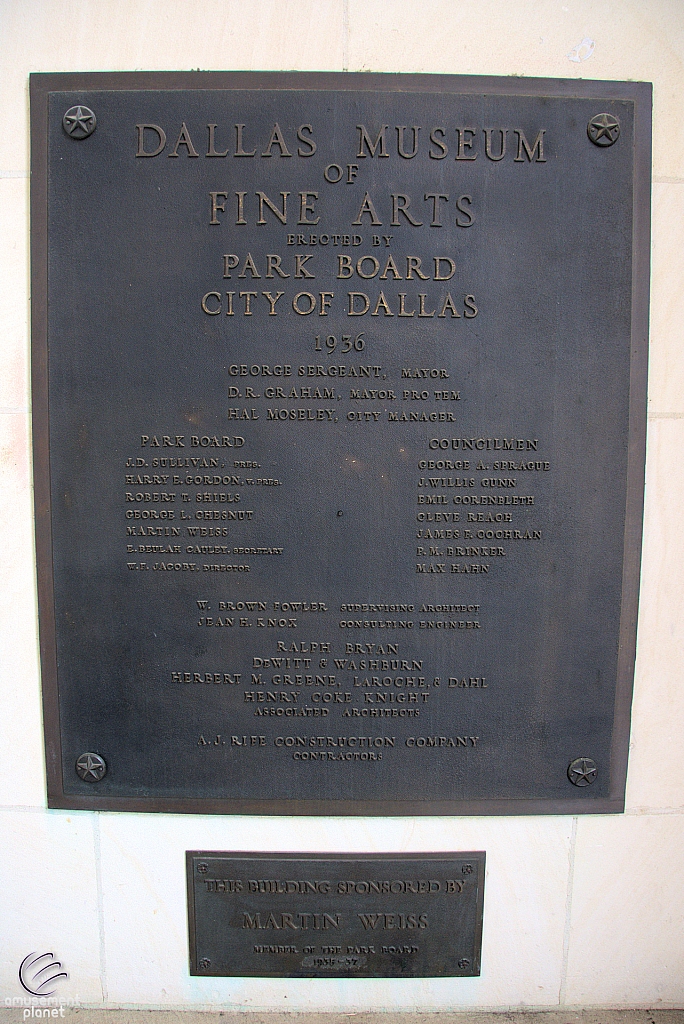 DALLAS MUSEUM
OF
FINE ARTS
ERECTED BY
PARK BOARD
CITY OF DALLAS
1936
GEORGE SERGEANT, MAYOR
D.R. GRAHAM, MAYOR PRO TEM
HAL MOSELEY, CITY MANAGER
PARK BOARD
J.D. SULLIVAN, PRES.
HARRY E. GORDON, V. PRES.
ROBERT T. SHIELS
GEORGE L. CHESNUT
MARTIN WEISS
E. BEULAH CAULEY, SECRETARY
W.F. JACOBY, DIRECTOR
COUNCILMEN
GEORGE A. SPRAGUE
J. WILLIS GUNN
EMIL CORENBLETH
CLEVE REACH
JAMES F. COCHRAN
P.M. BRINKER
MAX HAHN
W. BROWN FOWLER SUPERVISING ARCHITECT
JEAN H. KNOX CONSULTING ENGINEER
RALPH BRYAN
DEWITT & WASHBURN
HERBERT M. GREENE, LAROCHE, & DAHL
HENRY COKE KNIGHT
ASSOCIATED ARCHITECTS
A.J. RIFE CONSTRUCTION COMPANY
CONTRACTORS
THIS BUILDING SPONSORED BY
MARTIN WEISS
MEMBER OF THE PARK BOARD
1935-37
amusement
planet